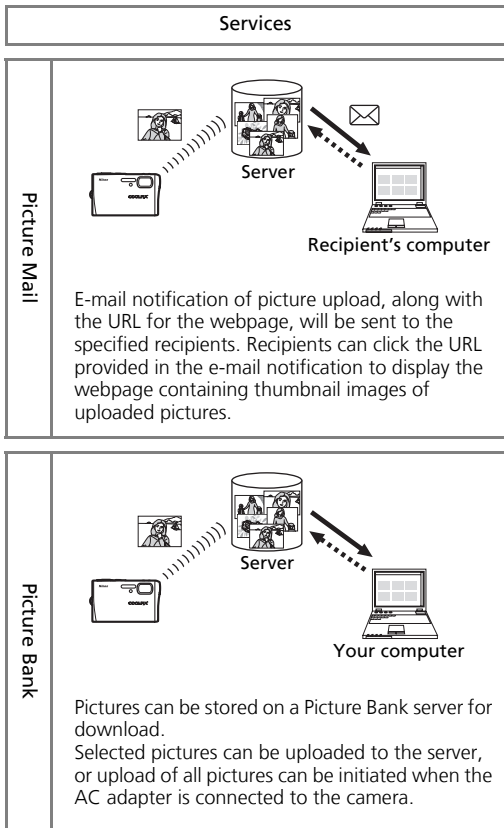 Services
Picture Mail
Nikon
COOLPIX
Server
Recipient's computer
E-mail notification of picture upload, along with
the URL for the webpage, will be sent to the
specified recipients. Recipients can click the URL
provided in the e-mail notification to display the
webpage containing thumbnail images of
uploaded pictures.
Picture Bank
Nikon
COOLPIX
Server
Your computer
Pictures can be stored on a Picture Bank server for
download.
Selected pictures can be uploaded to the server,
or upload of all pictures can be initiated when the
AC adapter is connected to the camera.